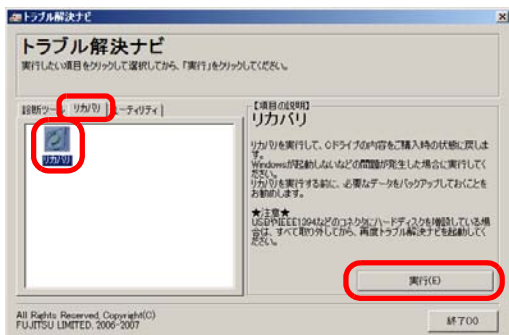 トラブル解決ナビ
トラブル解決ナビ
実行したい項目をクリックして選択してから、「実行」をクリックしてください。
診断ツール リカバリ ユーティリティ
リカバリ
【項目の説明】
リカバリ
リカバリを実行して、Cドライブの内容をご購入時の状態に戻しま
す。
Windowsが起動しないなどの問題が発生した場合に実行してく
ださい。
リカバリを実行する前に、必要なデータをバックアップしておくことを
お勧めします。
★注意★
USBやIEEE1394などのコネクタにハードディスクを増設している場
合は、すべて取り外してから、再度トラブル解決ナビを起動してく
ださい。
実行(E)
All Rights Reserved, Copyright(C)
FUJITSU LIMITED. 2006-2007
終了(X)